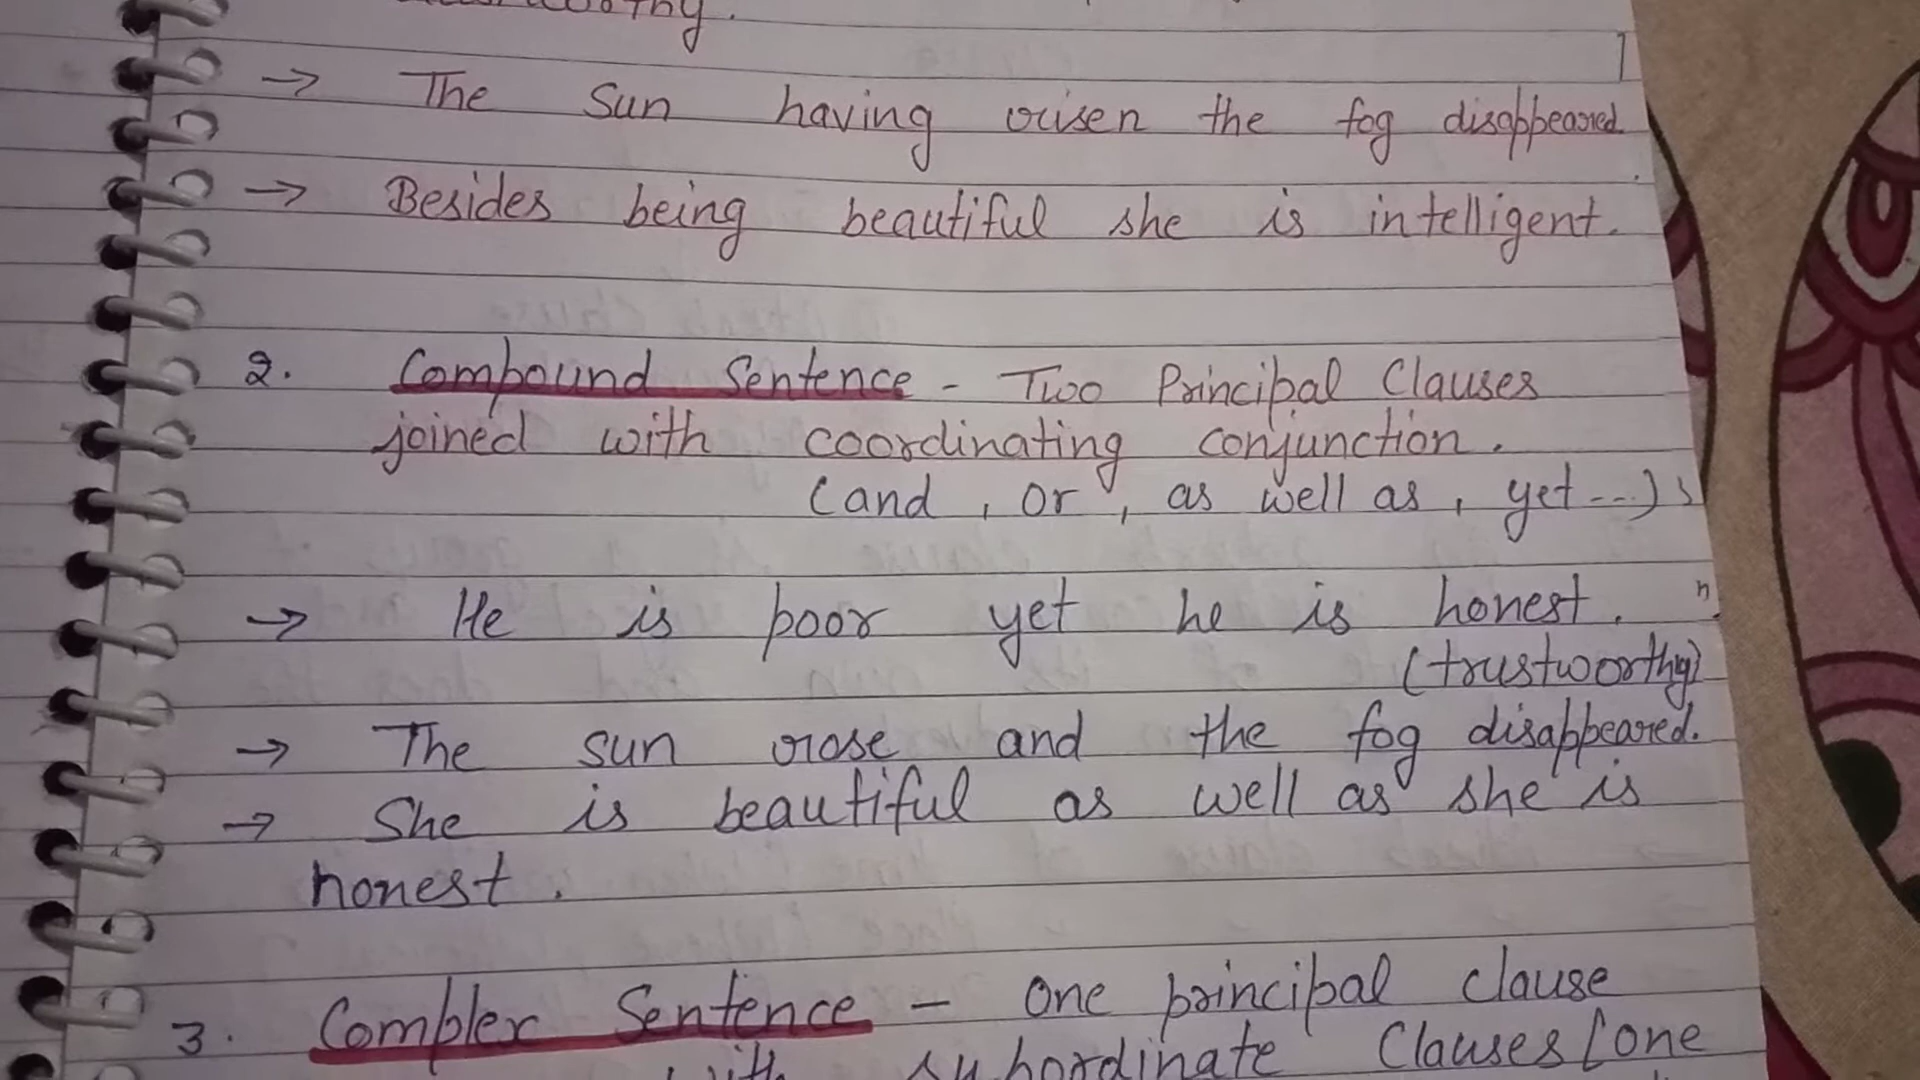 → The Sun having risen the fog disappeared.
→ Besides being beautiful she is intelligent.
2. Compound Sentence - Two Principal Clauses
joined with coordinating conjunction.
(and, or, as well as, yet---)
→ He is poor yet he is honest.
(trustworthy)
→ The sun rose and the fog disappeared.
→ She is beautiful as well as she is
honest.
3. Complex Sentence - One principal clause
with subordinate Clauses [one